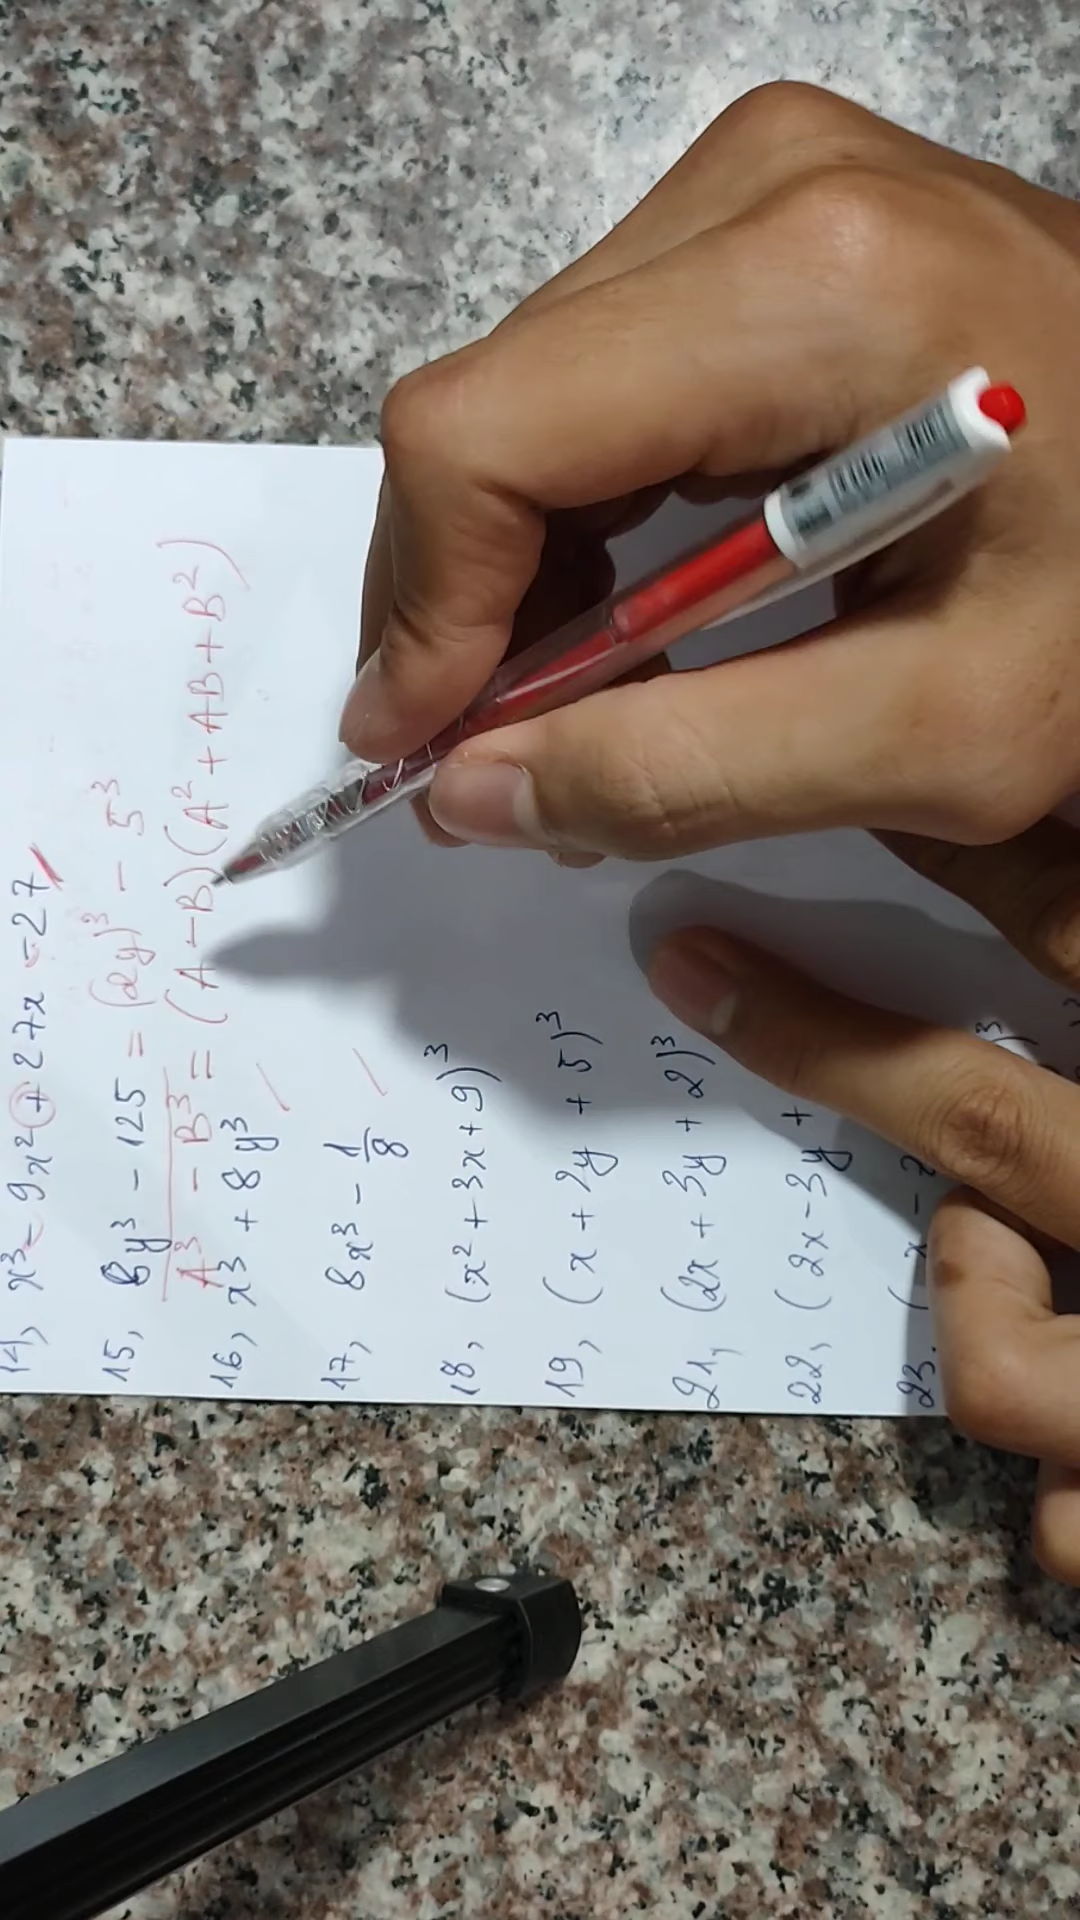 14, x³ - 9x² + 27x - 27
15, 8y³ - 125 = (2y)³ - 5³
A³ - B³ = (A - B)(A² + AB + B²)
16, x³ + 8y³
17, 8x³ - 1/8
18, (x² + 3x + 9)³
19, (x + 2y + 5)³
21, (2x + 3y + 2)³
22, (2x - 3y +
23. (